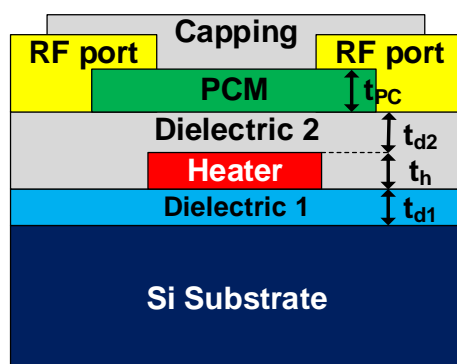 Capping
RF port RF port
PCM
tPC
Dielectric 2
td2
Heater
th
Dielectric 1
td1
Si Substrate